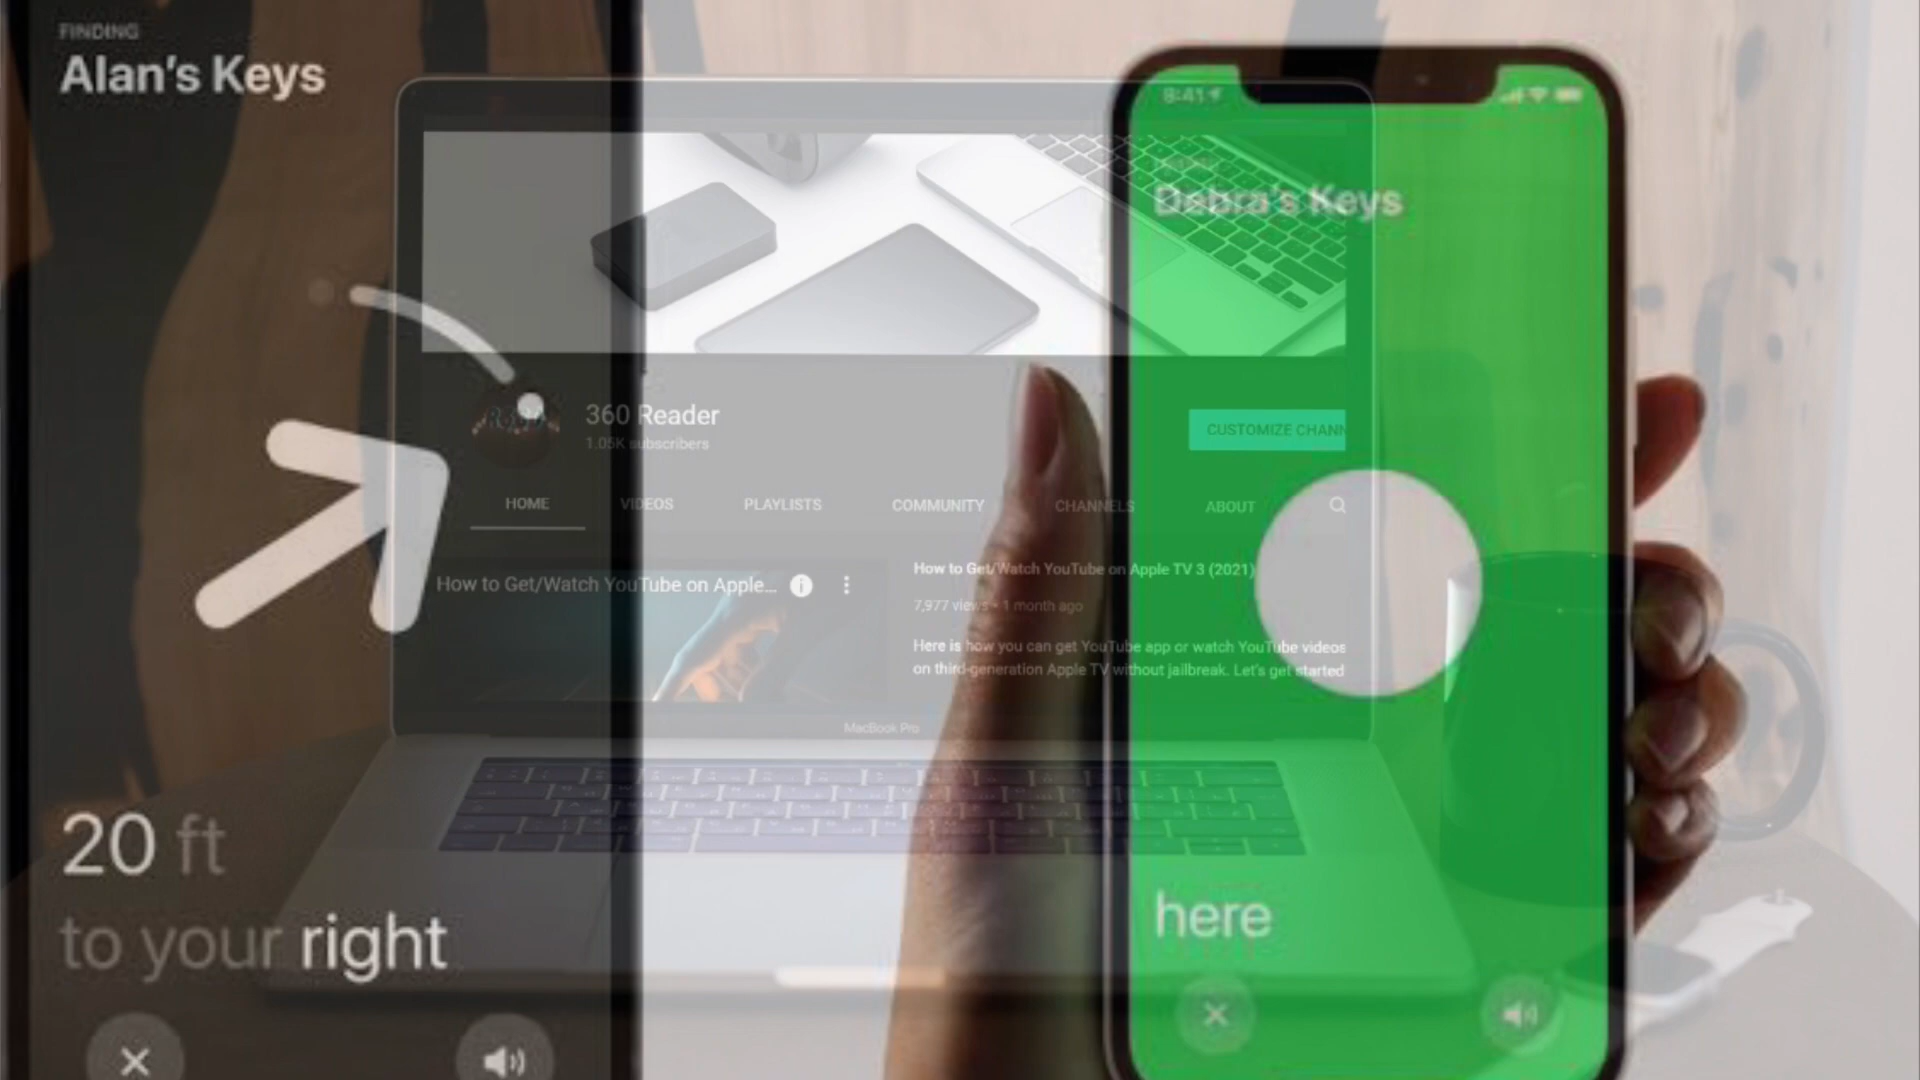 FINDING
Alan's Keys
20 ft
to your right
360 Reader
1.05K subscribers
CUSTOMIZE CHANN
HOME VIDEOS PLAYLISTS COMMUNITY CHANNELS ABOUT
How to Get/Watch YouTube on Apple...
How to Get/Watch YouTube on Apple TV 3 (2021)
7,977 views • 1 month ago
Here is how you can get YouTube app or watch YouTube videos
on third-generation Apple TV without jailbreak. Let's get started
MacBook Pro
9:41
Debra's Keys
here